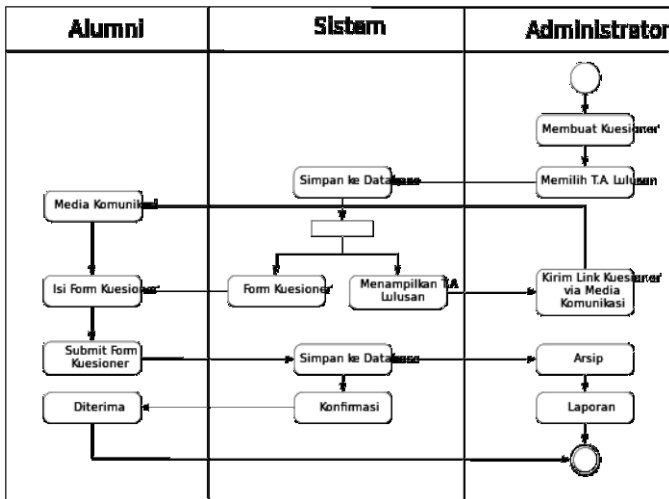 Alumni
Sistem
Administrator
Membuat Kuesioner
Simpan ke Database
Memilih T.A. Lulusan
Media Komunikasi
Isi Form Kuesioner
Form Kuesioner
Menampilkan T.A
Lulusan
Kirim Link Kuesioner
via Media
Komunikasi
Submit Form
Kuesioner
Simpan ke Database
Arsip
Diterima
Konfirmasi
Laporan